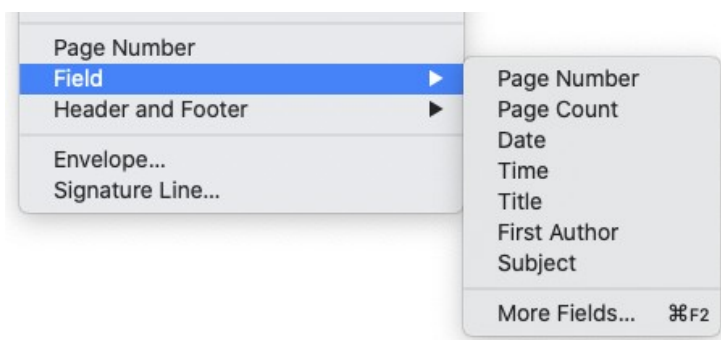 Page Number
Field
Header and Footer
Envelope...
Signature Line...
Page Number
Page Count
Date
Time
Title
First Author
Subject
More Fields... ⌘F2